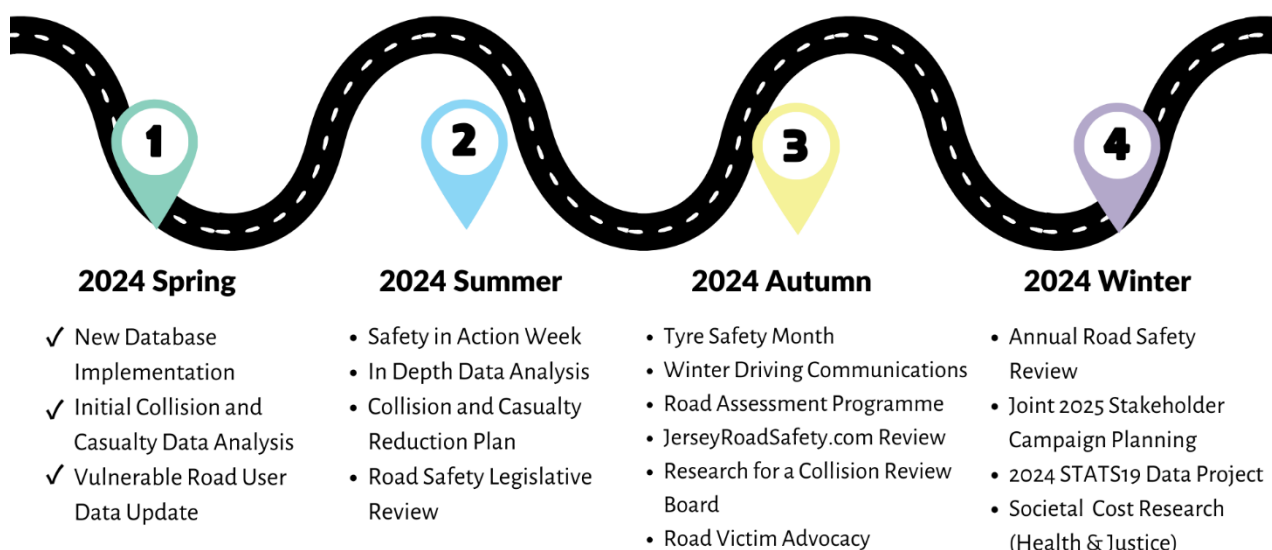 1
2
3
4
2024 Spring
✓ New Database
Implementation
✓ Initial Collision and
Casualty Data Analysis
✓ Vulnerable Road User
Data Update
2024 Summer
• Safety in Action Week
• In Depth Data Analysis
• Collision and Casualty
Reduction Plan
• Road Safety Legislative
Review
2024 Autumn
• Tyre Safety Month
• Winter Driving Communications
• Road Assessment Programme
• JerseyRoadSafety.com Review
• Research for a Collision Review
Board
• Road Victim Advocacy
2024 Winter
• Annual Road Safety
Review
• Joint 2025 Stakeholder
Campaign Planning
• 2024 STATS19 Data Project
• Societal Cost Research
(Health & Justice)